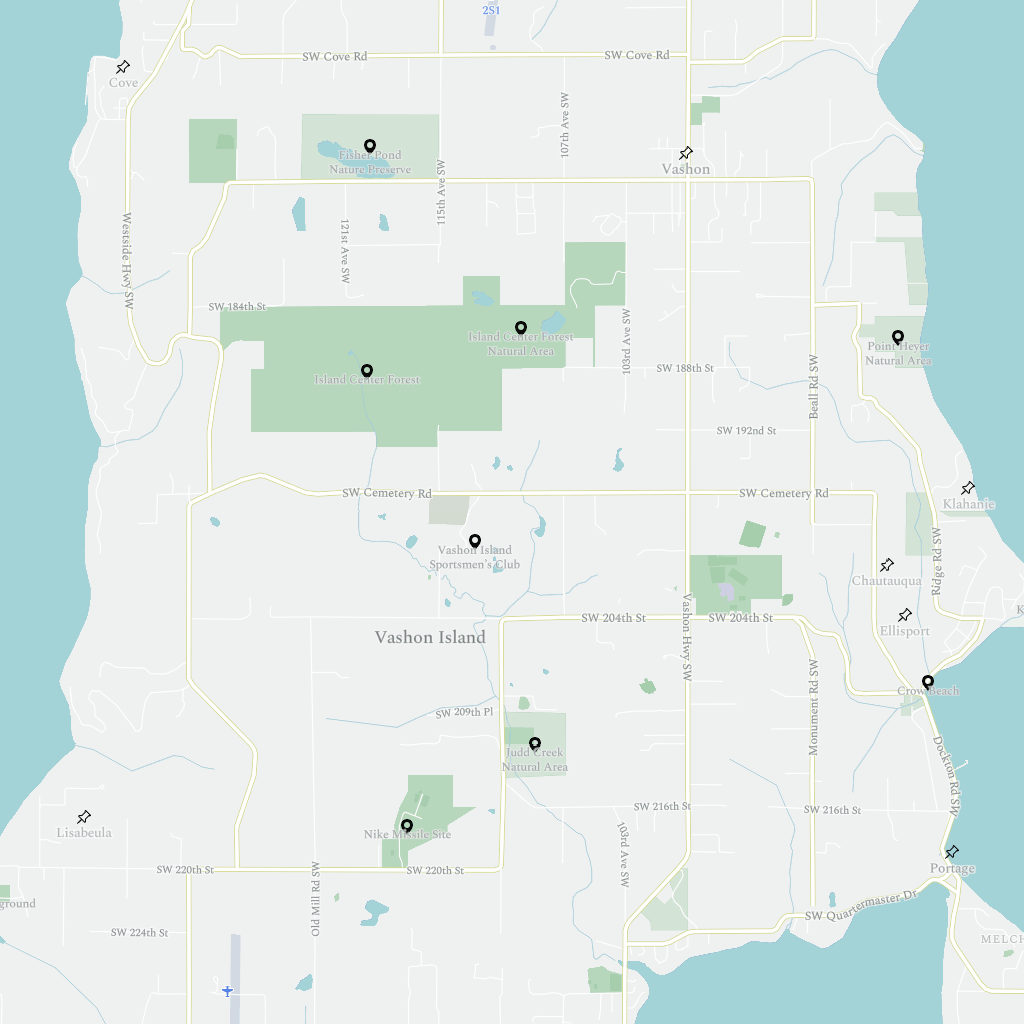 2S1
SW Cove Rd
SW Cove Rd
Cove
107th Ave SW
Fisher Pond
Nature Preserve
Vashon
115th Ave SW
Westside Hwy SW
121st Ave SW
SW 184th St
Island Center Forest
Natural Area
103rd Ave SW
Point Heyer
Natural Area
Island Center Forest
SW 188th St
Beall Rd SW
SW 192nd St
SW Cemetery Rd
SW Cemetery Rd
Klahanie
Vashon Island
Sportsmen's Club
Ridge Rd SW
Chautauqua
K
Vashon Hwy SW
SW 204th St
SW 204th St
Ellisport
Vashon Island
Crow Beach
Monument Rd SW
SW 209th Pl
Judd Creek
Natural Area
Dockton Rd SW
SW 216th St
SW 216th St
Lisabeula
Nike Missile Site
103rd Ave SW
SW 220th St
SW 220th St
Portage
Old Mill Rd SW
ground
SW Quartermaster Dr
SW 224th St
MELCH